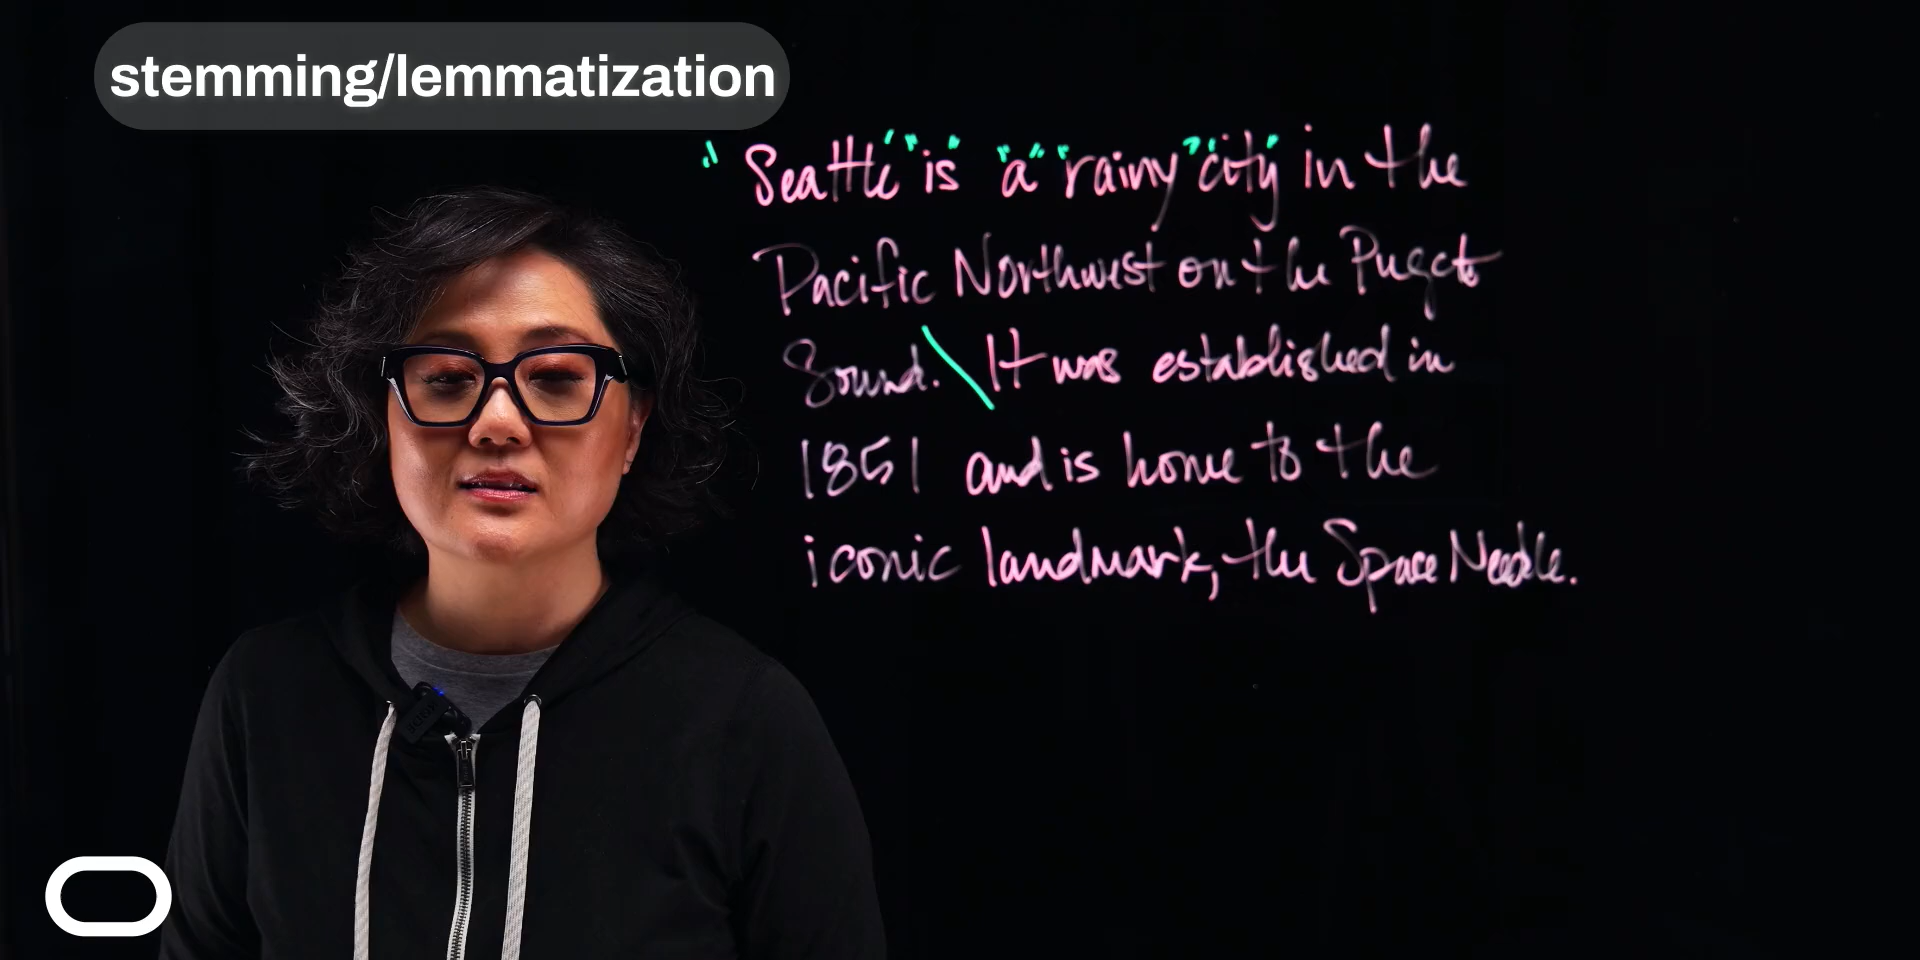 stemming/lemmatization
"Seattle" "is" "a" "rainy" "city" in the
Pacific Northwest on the Puget
Sound. \ It was established in
1851 and is home to the
iconic landmark, the Space Needle.